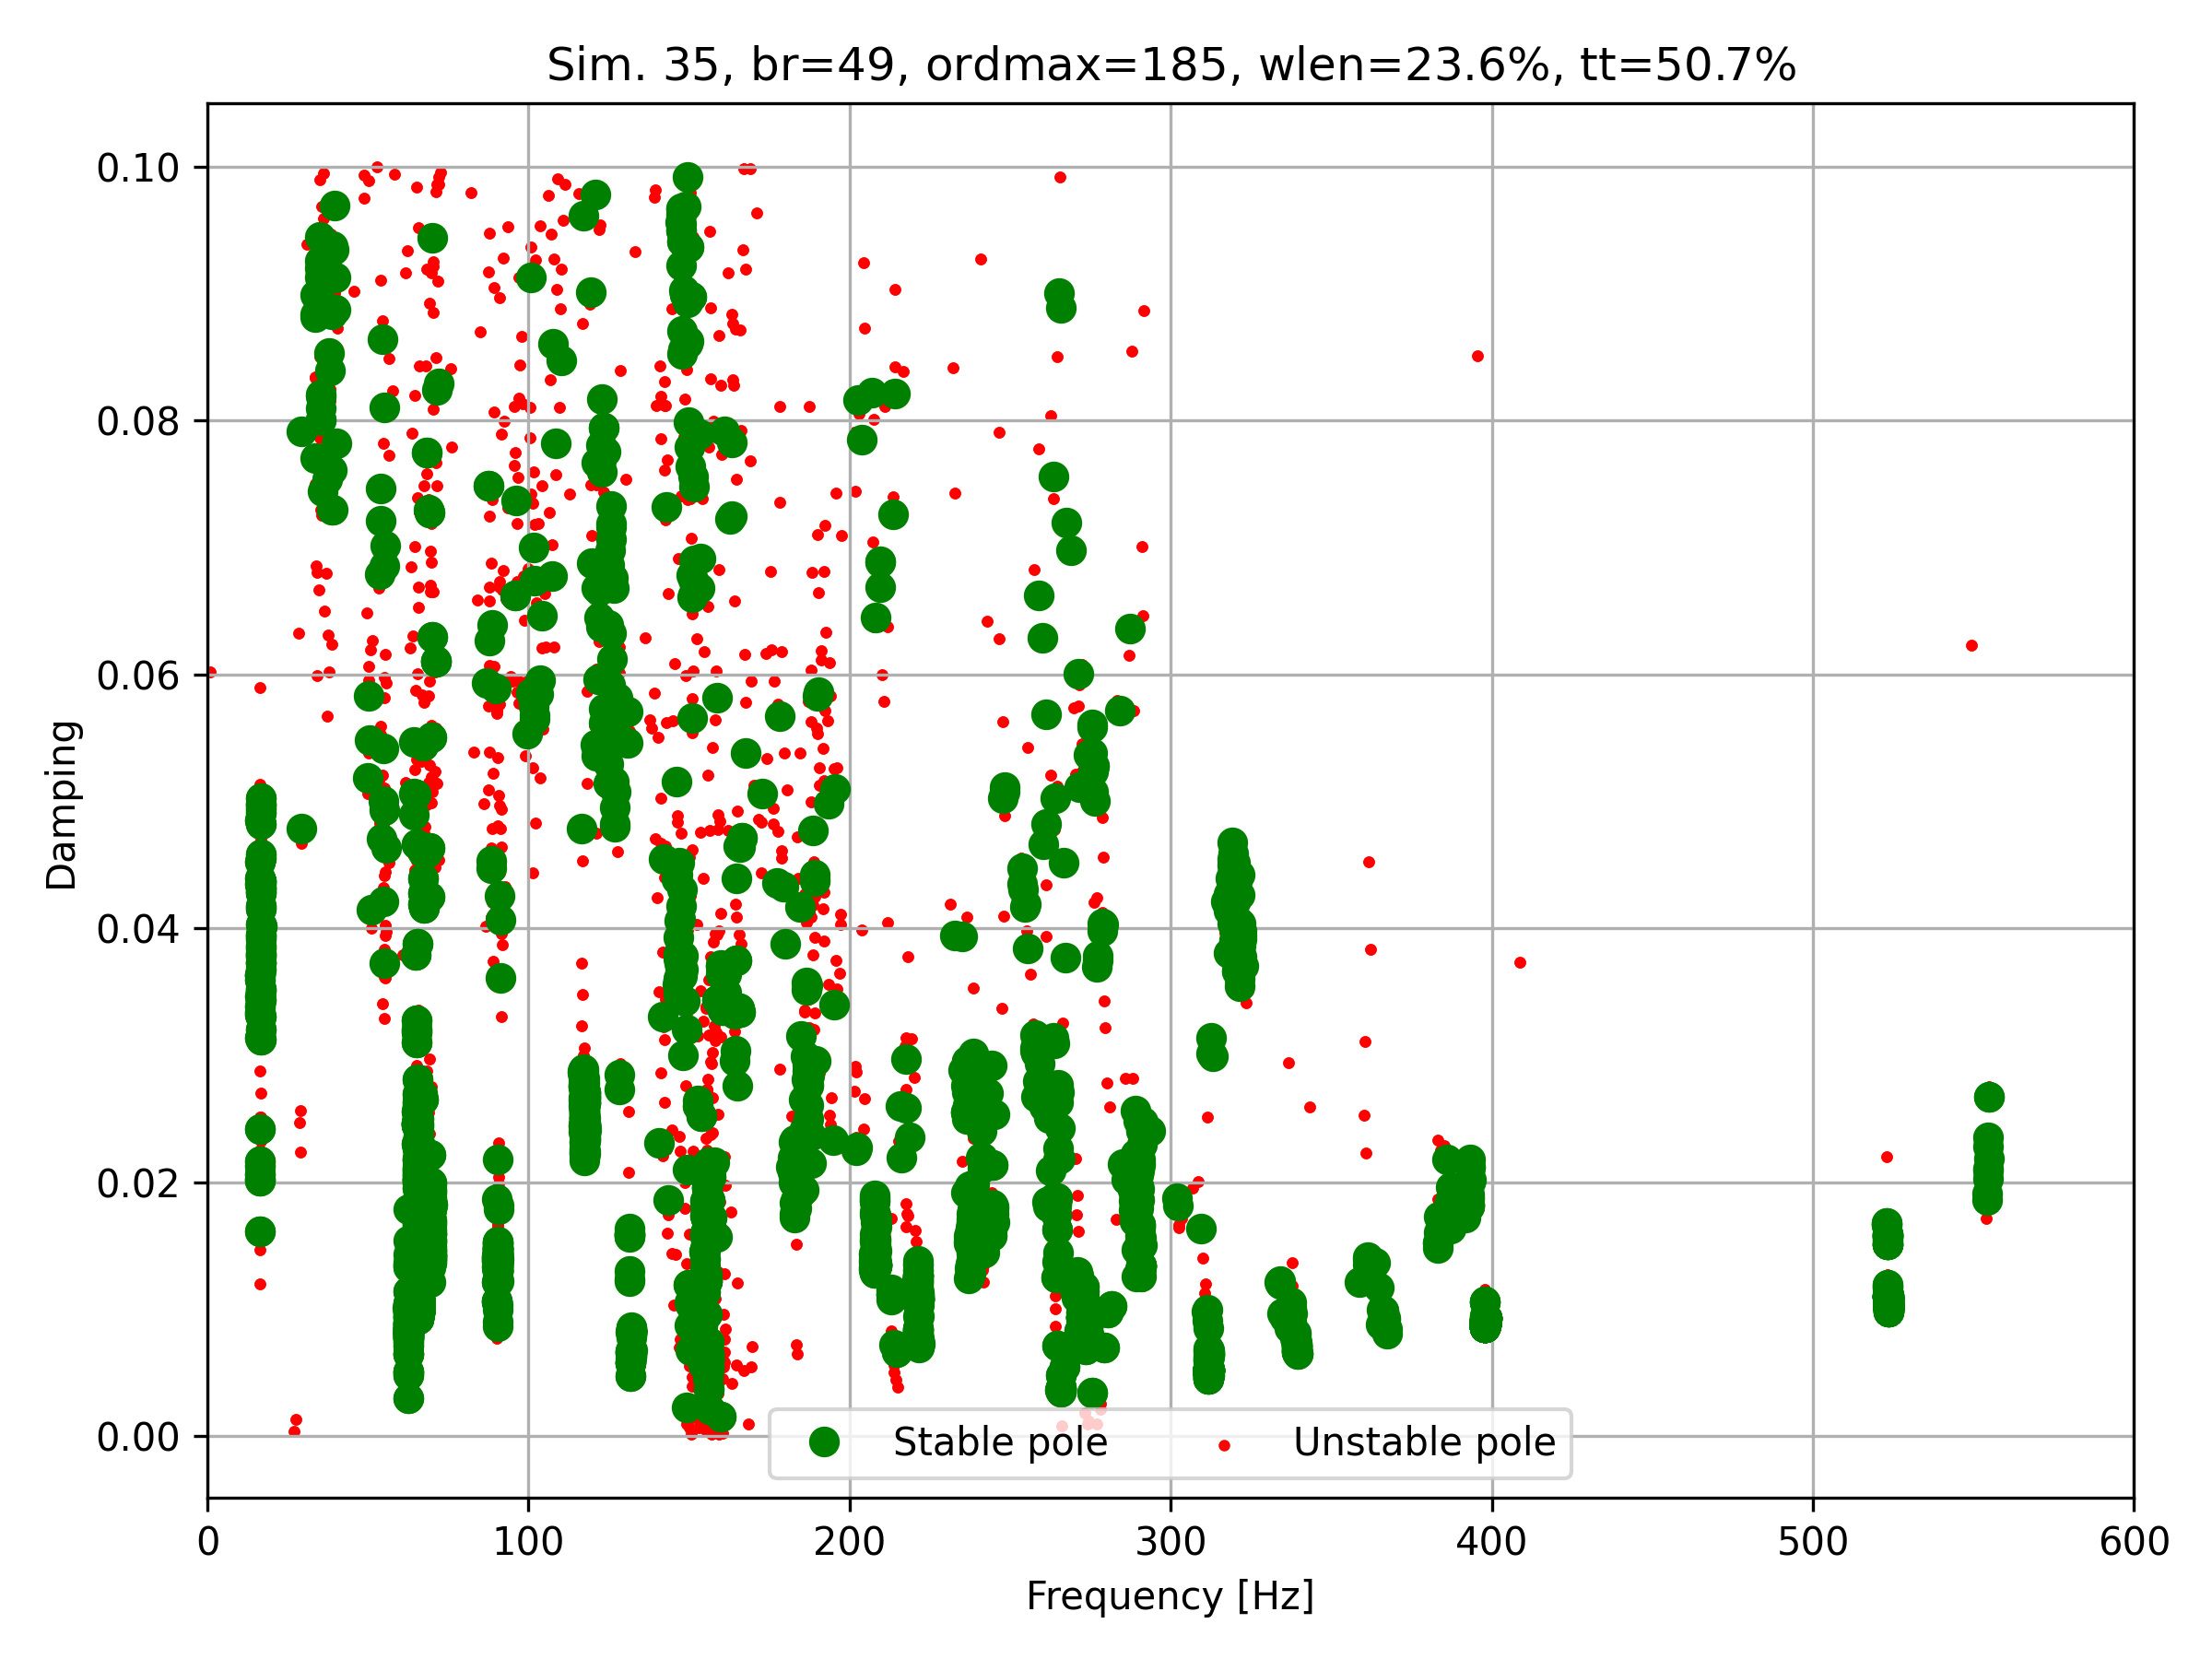 Sim. 35, br=49, ordmax=185, wlen=23.6%, tt=50.7%
0.10
0.08
0.06
0.04
0.02
0.00
Damping
Stable pole
Unstable pole
0
100
200
300
400
500
600
Frequency [Hz]